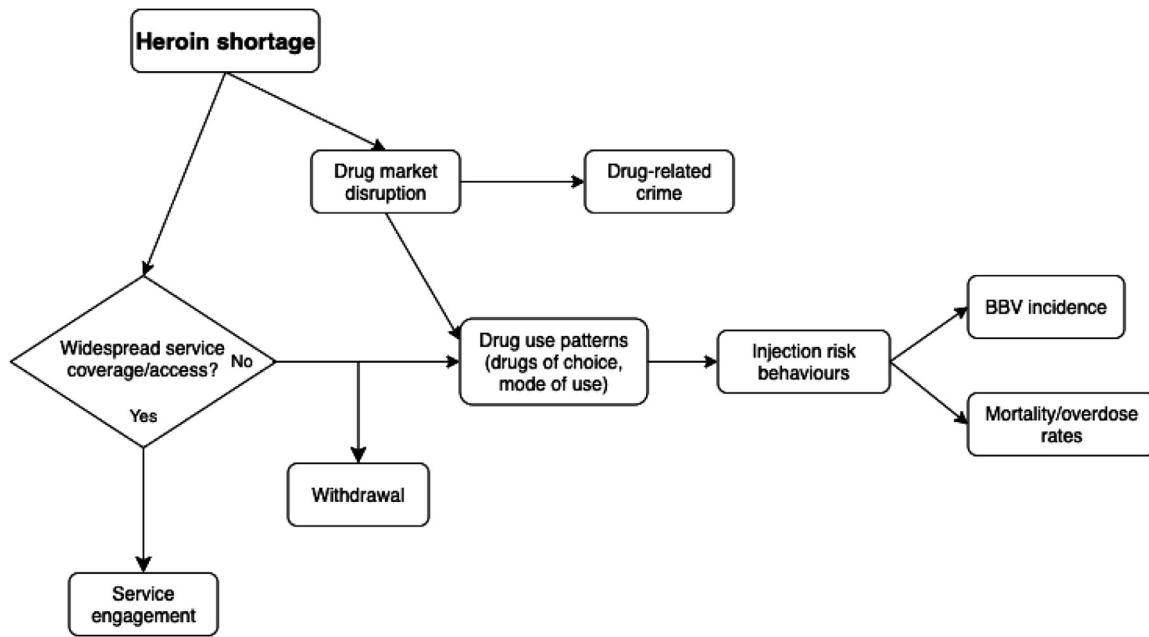 Heroin shortage
Drug market
disruption
Drug-related
crime
BBV incidence
Widespread service
coverage/access?
No
Yes
Drug use patterns
(drugs of choice,
mode of use)
Injection risk
behaviours
Mortality/overdose
rates
Withdrawal
Service
engagement